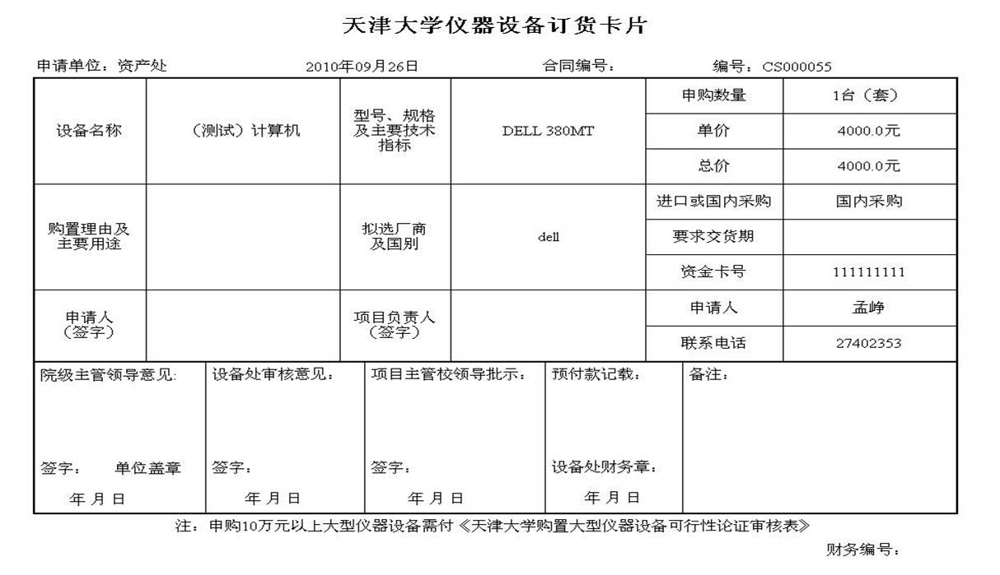 天津大学仪器设备订货卡片
申请单位：资产处 2010年09月26日 合同编号： 编号：CS000055
设备名称
（测试）计算机
型号、规格
及主要技术
指标
DELL 380MT
申购数量 1台（套）
单价 4000.0元
总价 4000.0元
购置理由及
主要用途
拟选厂商
及国别
dell
进口或国内采购 国内采购
要求交货期
资金卡号 111111111
申请人
（签字）
项目负责人
（签字）
申请人 孟峥
联系电话 27402353
院级主管领导意见:
签字： 单位盖章
年 月 日
设备处审核意见：
签字：
年 月 日
项目主管校领导批示：
签字：
年 月 日
预付款记载：
设备处财务章：
年 月 日
备注：
注：申购10万元以上大型仪器设备需付《天津大学购置大型仪器设备可行性论证审核表》
财务编号：